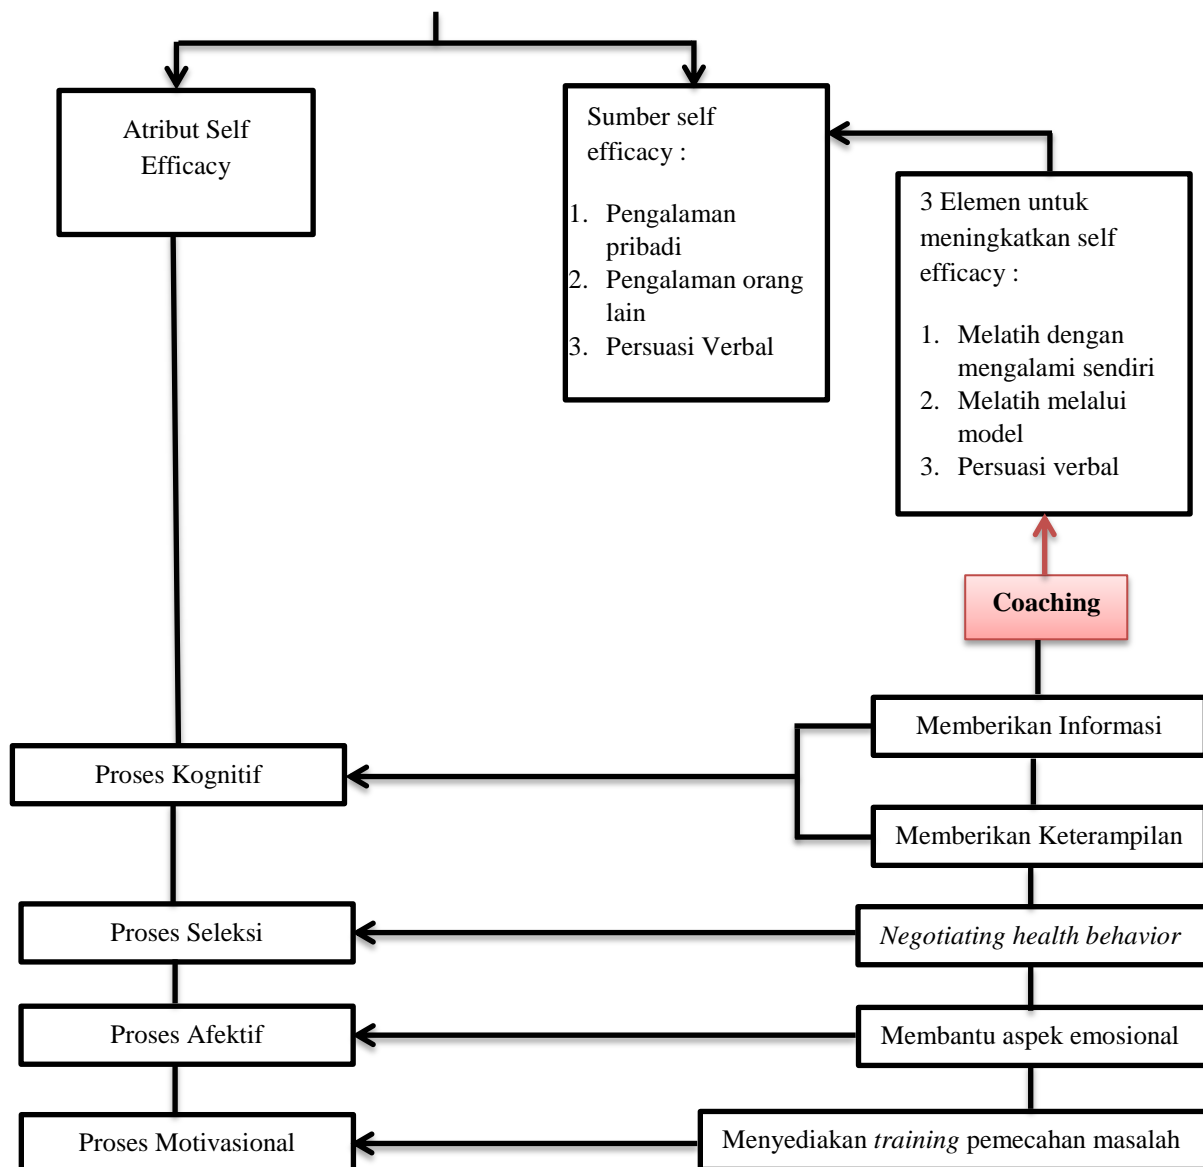 Atribut Self
Efficacy
Sumber self
efficacy :
1. Pengalaman
pribadi
2. Pengalaman orang
lain
3. Persuasi Verbal
3 Elemen untuk
meningkatkan self
efficacy :
1. Melatih dengan
mengalami sendiri
2. Melatih melalui
model
3. Persuasi verbal
Coaching
Memberikan Informasi
Proses Kognitif
Memberikan Keterampilan
Proses Seleksi
Negotiating health behavior
Proses Afektif
Membantu aspek emosional
Proses Motivasional
Menyediakan training pemecahan masalah